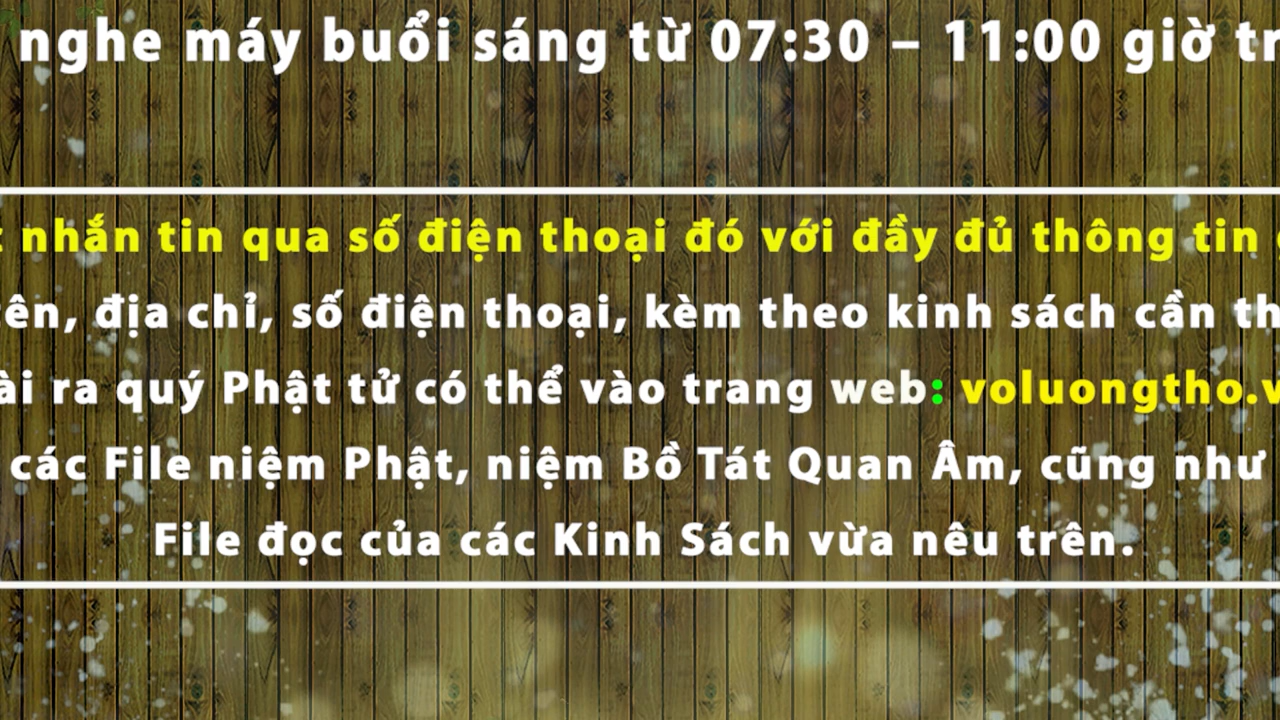 nghe máy buổi sáng từ 07:30 – 11:00 giờ tr
nhắn tin qua số điện thoại đó với đầy đủ thông tin
ên, địa chỉ, số điện thoại, kèm theo kinh sách cần th
ài ra quý Phật tử có thể vào trang web: voluongtho.v
các File niệm Phật, niệm Bồ Tát Quan Âm, cũng như
File đọc của các Kinh Sách vừa nêu trên.